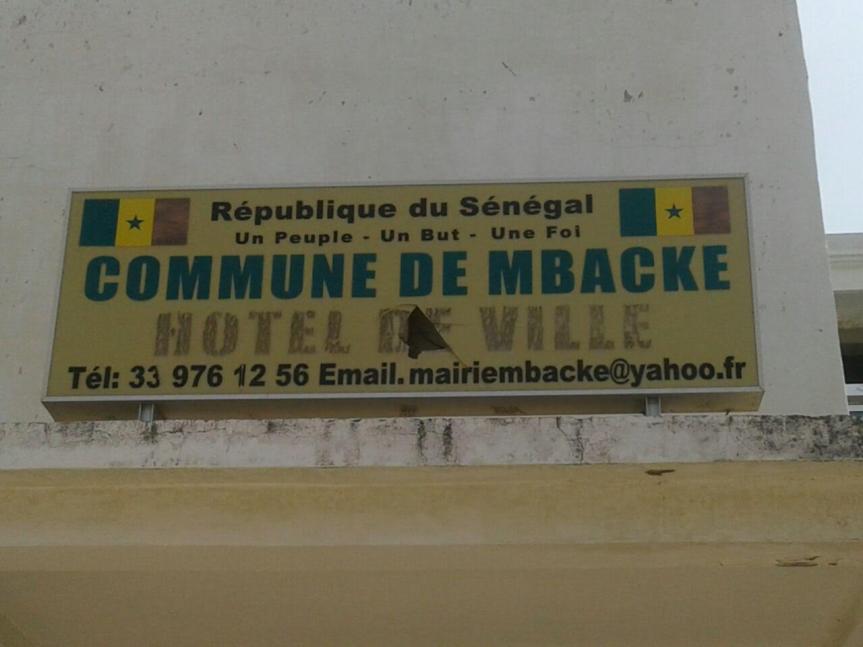 République du Sénégal
Un Peuple - Un But - Une Foi
COMMUNE DE MBACKE
HOTEL DE VILLE
Tél: 33 976 12 56 Email. mairiembacke@yahoo.fr